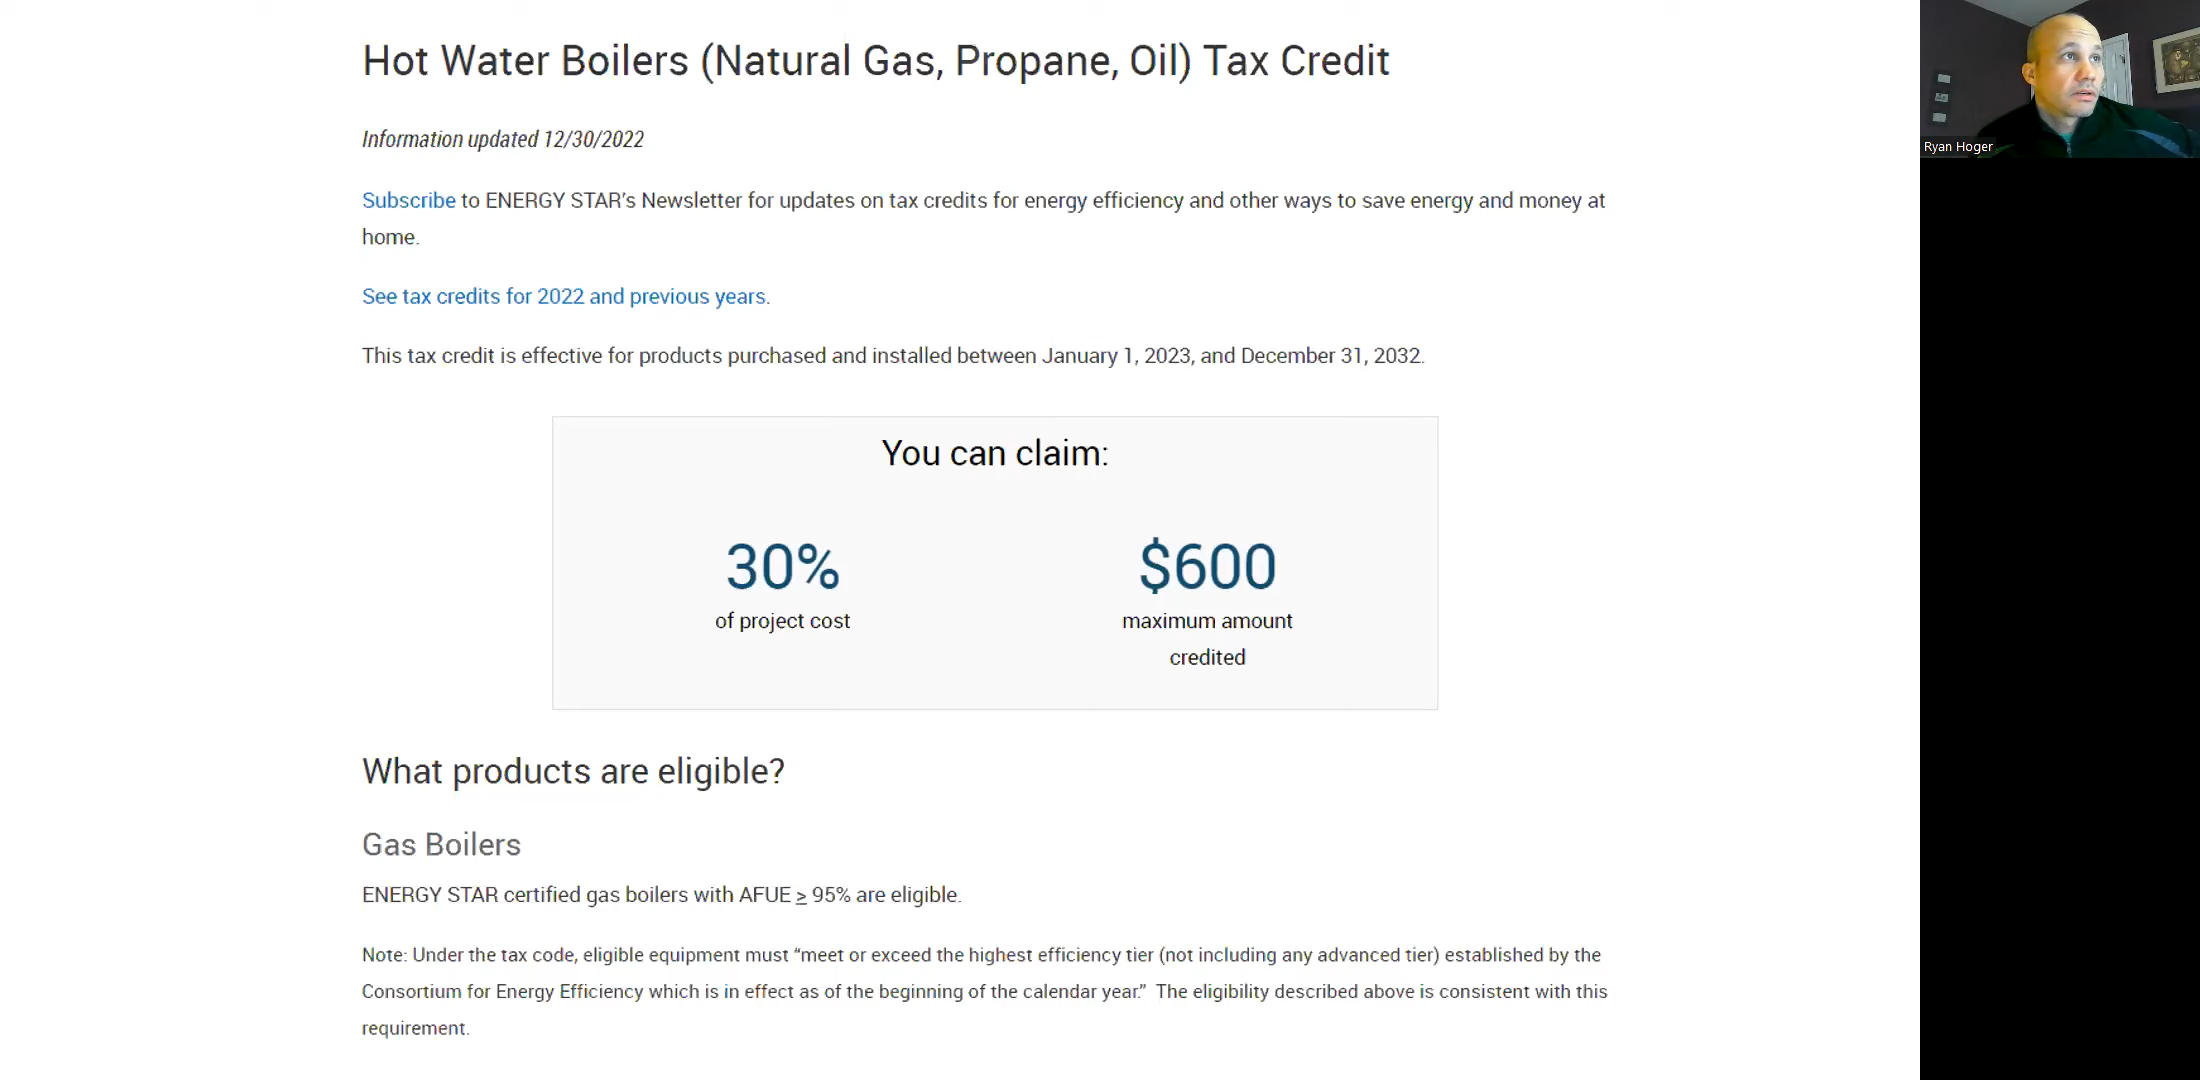 Hot Water Boilers (Natural Gas, Propane, Oil) Tax Credit
Information updated 12/30/2022
Subscribe to ENERGY STAR’s Newsletter for updates on tax credits for energy efficiency and other ways to save energy and money at
home.
See tax credits for 2022 and previous years.
This tax credit is effective for products purchased and installed between January 1, 2023, and December 31, 2032.
You can claim:
30%
of project cost
$600
maximum amount
credited
What products are eligible?
Gas Boilers
ENERGY STAR certified gas boilers with AFUE ≥ 95% are eligible.
Note: Under the tax code, eligible equipment must “meet or exceed the highest efficiency tier (not including any advanced tier) established by the
Consortium for Energy Efficiency which is in effect as of the beginning of the calendar year.” The eligibility described above is consistent with this
requirement.
Ryan Hoger